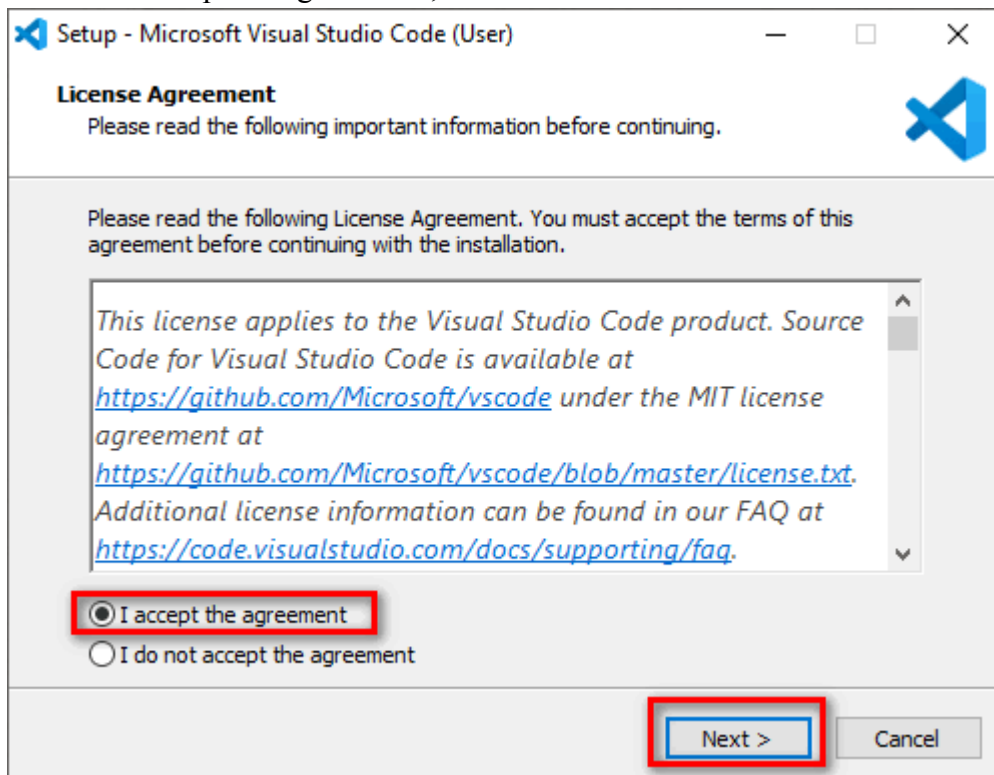 Setup - Microsoft Visual Studio Code (User)
License Agreement
Please read the following important information before continuing.
Please read the following License Agreement. You must accept the terms of this
agreement before continuing with the installation.
This license applies to the Visual Studio Code product. Source
Code for Visual Studio Code is available at
https://github.com/Microsoft/vscode under the MIT license
agreement at
https://github.com/Microsoft/vscode/blob/master/license.txt.
Additional license information can be found in our FAQ at
https://code.visualstudio.com/docs/supporting/faq.
I accept the agreement
I do not accept the agreement
Next >
Cancel